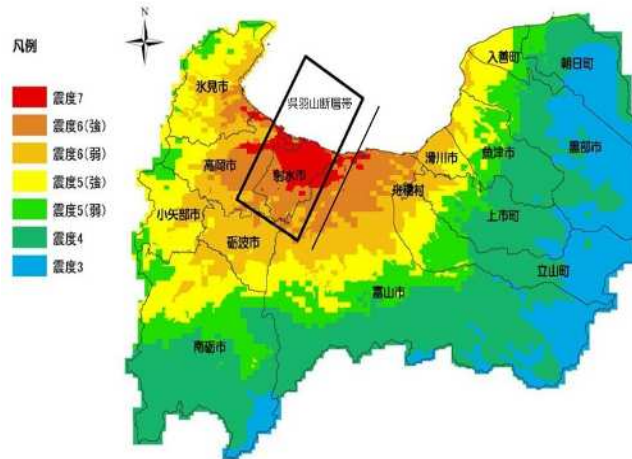 N
凡例
震度7
震度6(強)
震度6(弱)
震度5(強)
震度5(弱)
震度4
震度3
呉羽山断層帯
入善町
朝日町
氷見市
黒部市
滑川市
魚津市
高岡市
射水市
舟橋村
小矢部市
上市町
砺波市
立山町
富山市
南砺市